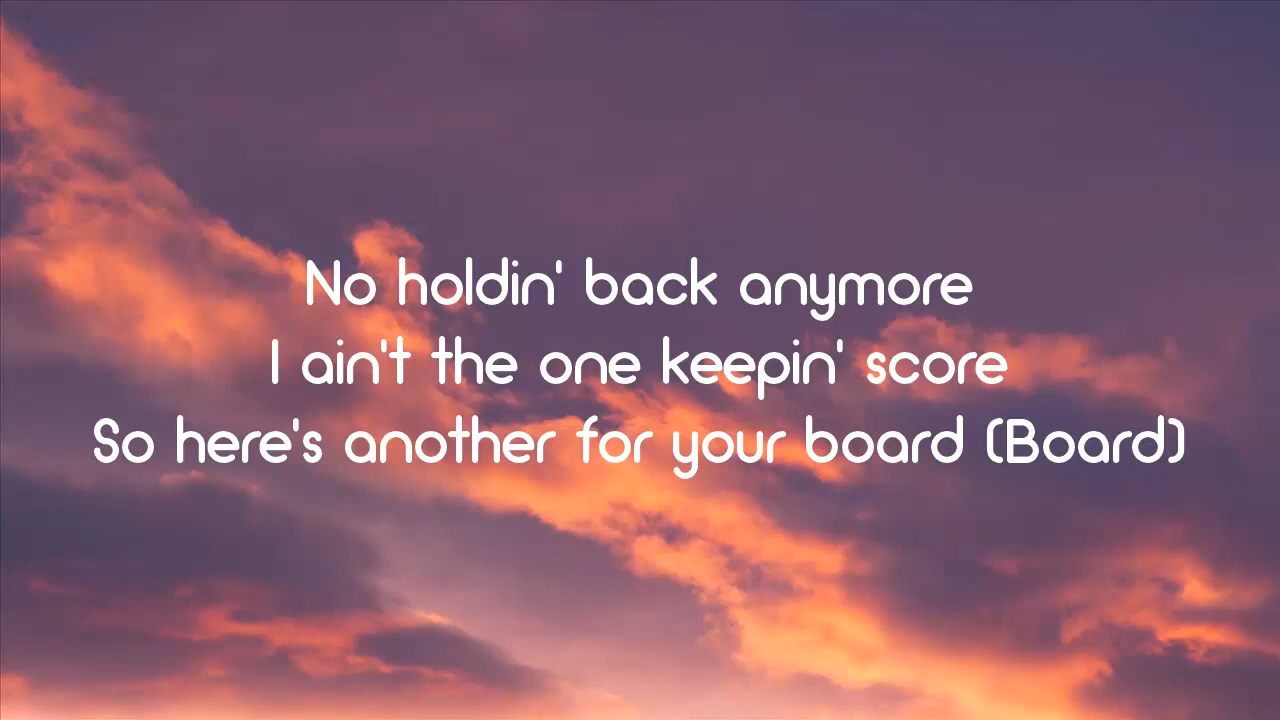 No holdin' back anymore
I ain't the one keepin' score
So here's another for your board (Board)